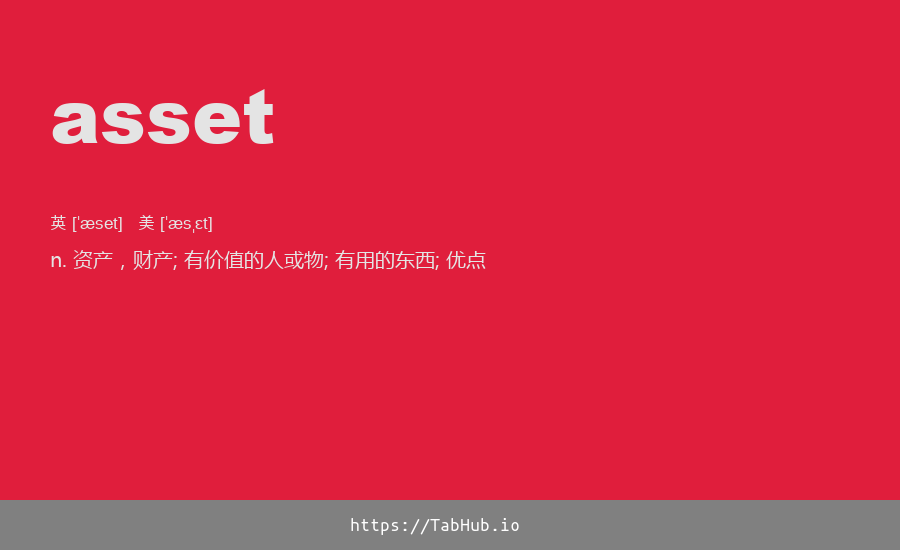 asset
英 ['æset] 美 ['æsˌɛt]
n. 资产，财产; 有价值的人或物; 有用的东西; 优点
https://TabHub.io